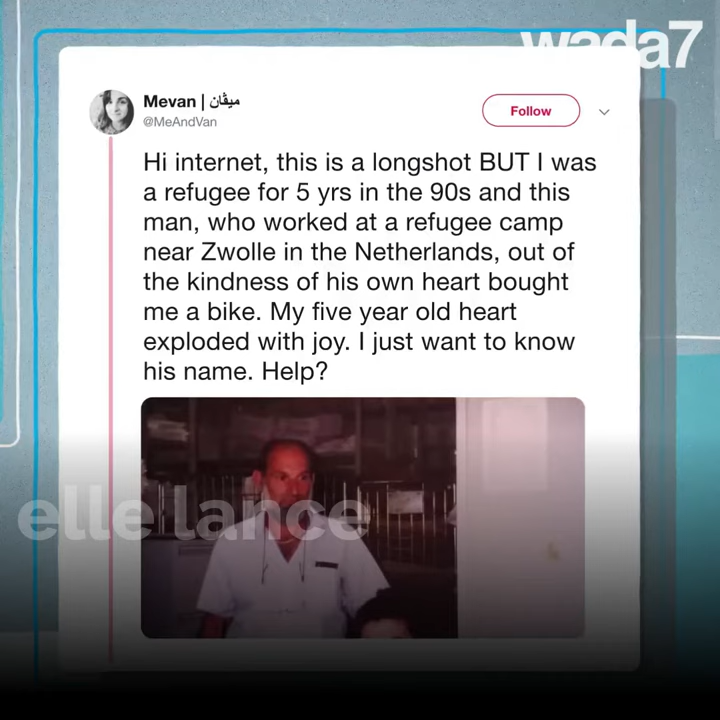 wada7
Mevan | ميڤان
@MeAndVan
Follow
Hi internet, this is a longshot BUT I was
a refugee for 5 yrs in the 90s and this
man, who worked at a refugee camp
near Zwolle in the Netherlands, out of
the kindness of his own heart bought
me a bike. My five year old heart
exploded with joy. I just want to know
his name. Help?
elle lance